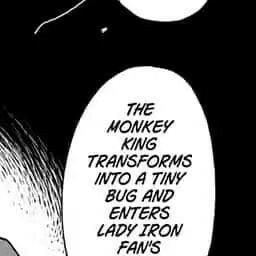 THE
MONKEY
KING
TRANSFORMS
INTO A TINY
BUG AND
ENTERS
LADY IRON
FAN'S